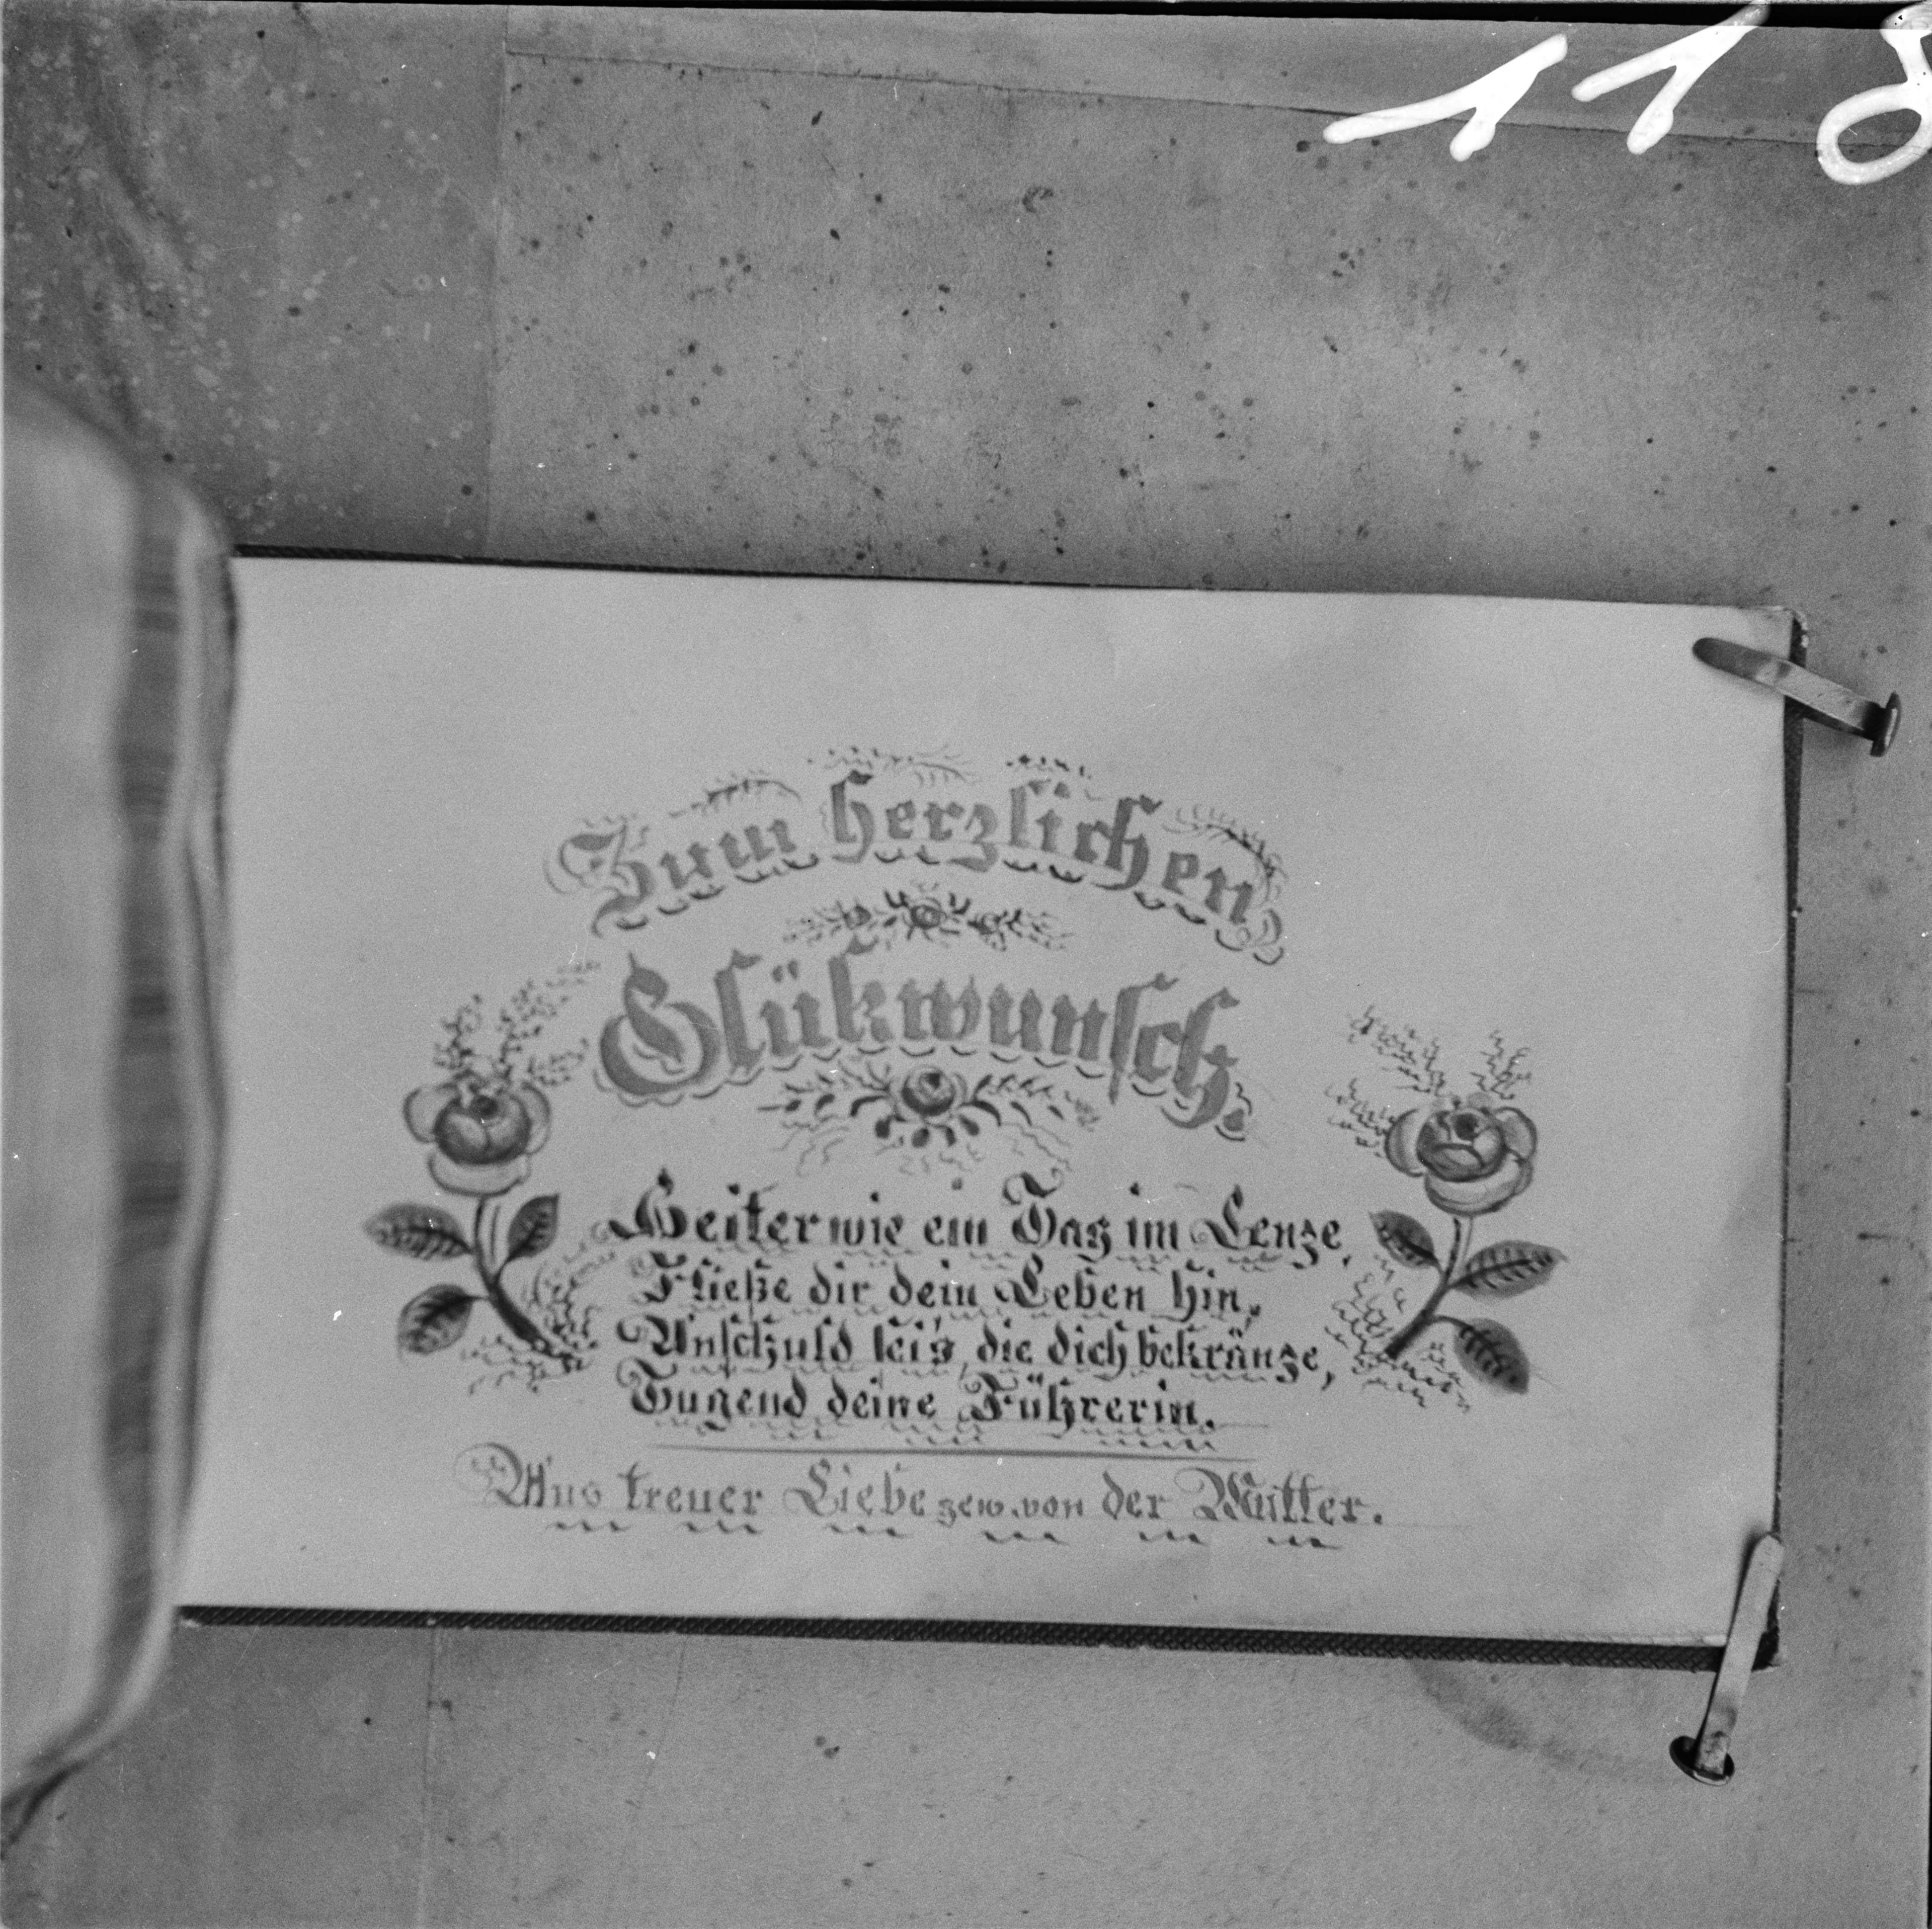 118
Zum herzlichen
Glükwunsch.
Heiter wie ein Tag im Lenze,
Fließe dir dein Leben hin,
Unschuld sei's, die dich bekränze,
Tugend deine Führerin.
Aus treuer Liebe gew. von der Mutter.